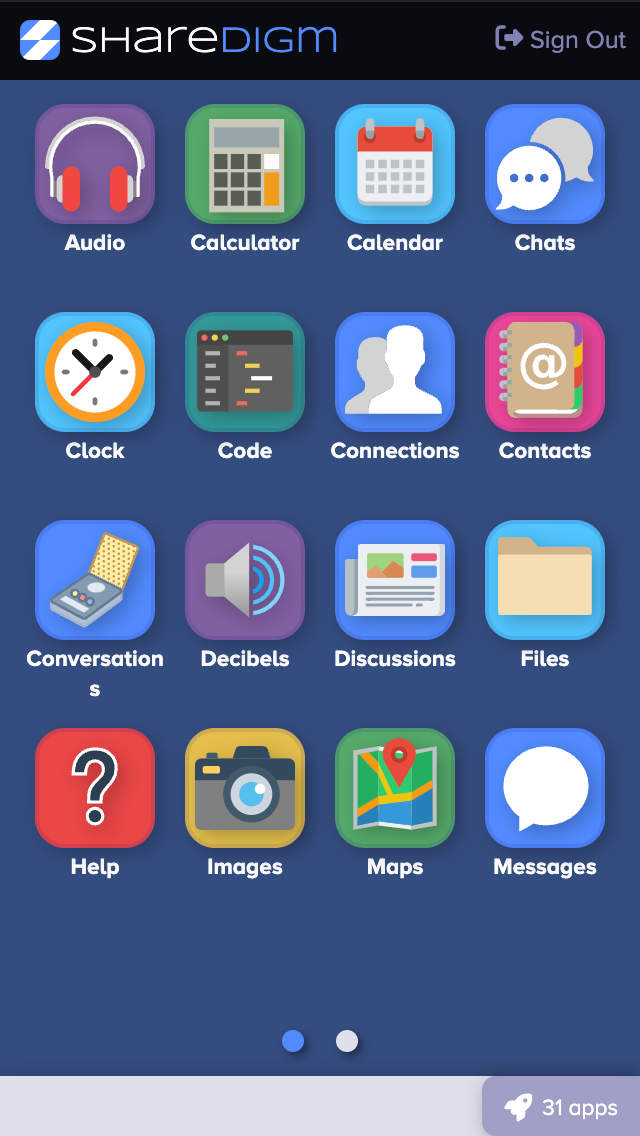 SHAREDIGM
Sign Out
Audio Calculator Calendar Chats
@
Clock Code Connections Contacts
Conversation
s
Decibels Discussions Files
?
Help Images Maps Messages
31 apps